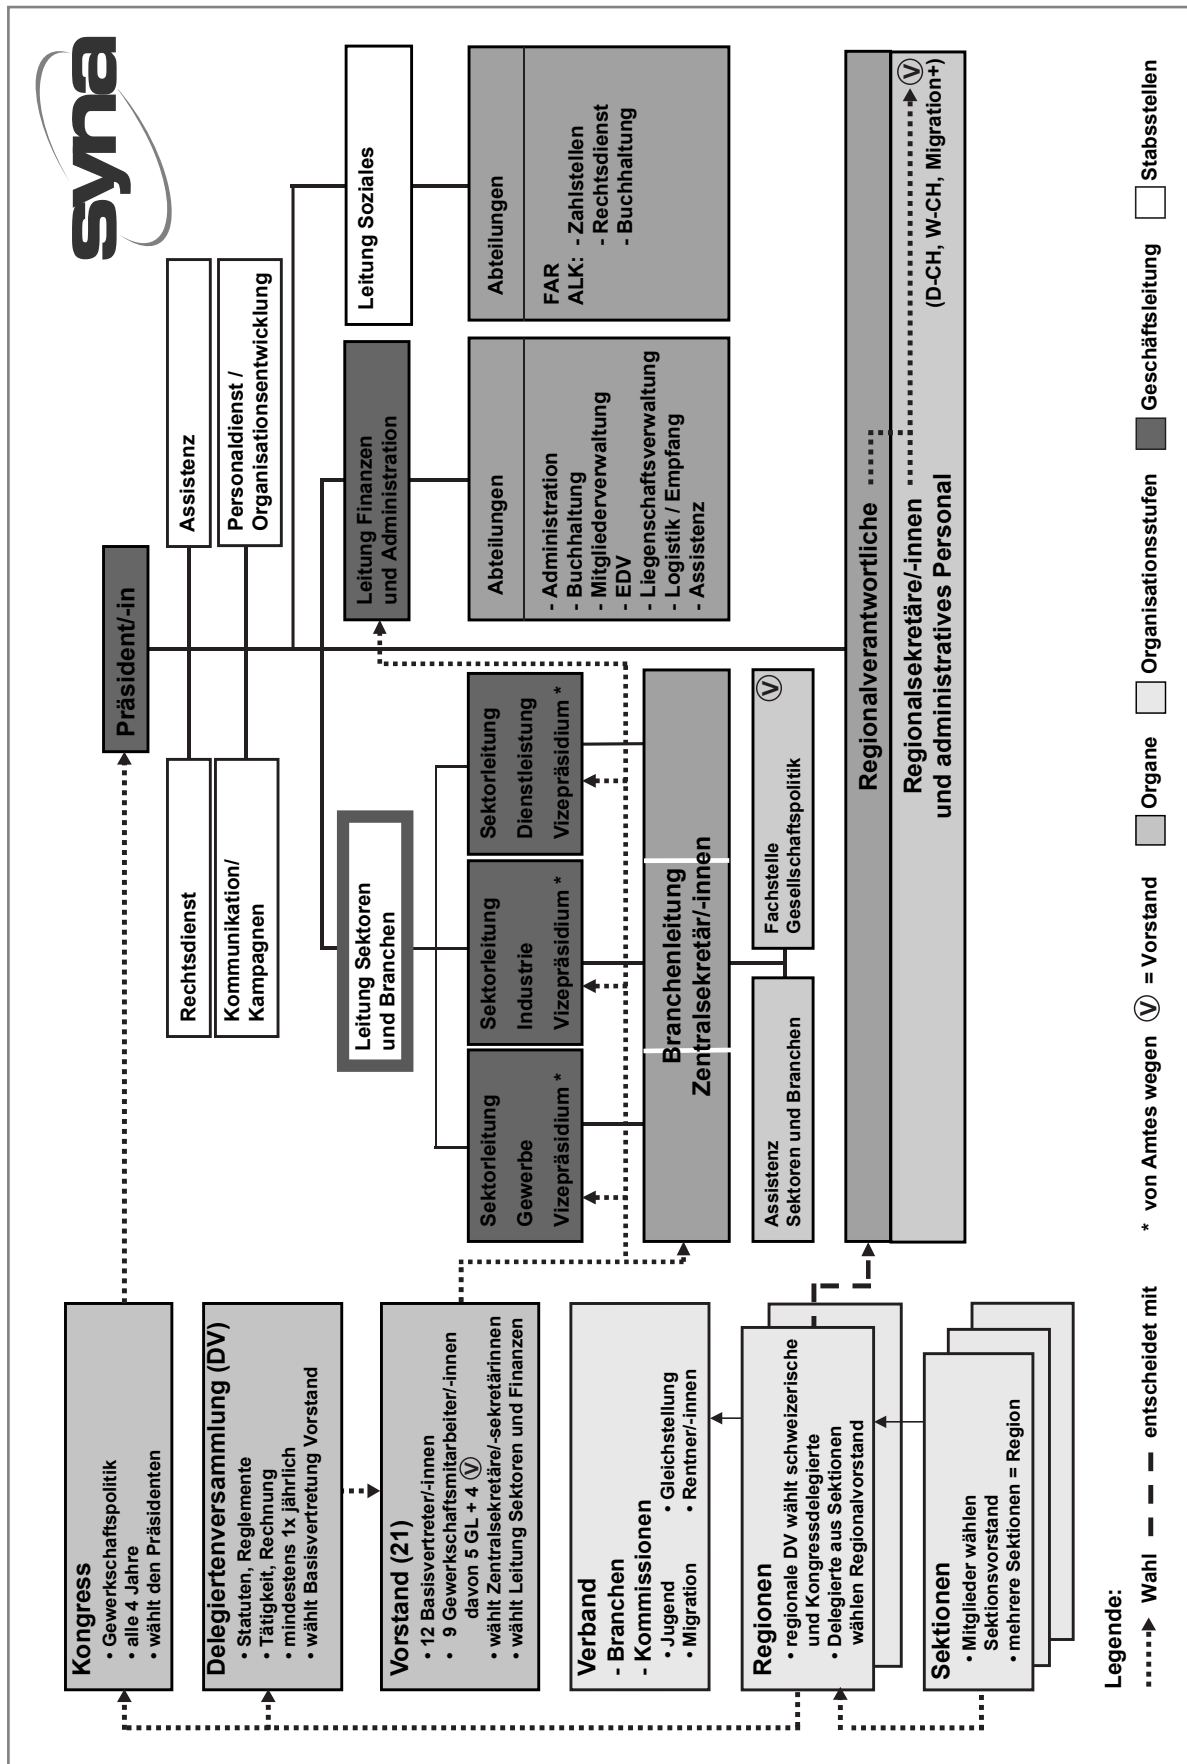 syna
Kongress
• Gewerkschaftspolitik
• alle 4 Jahre
• wählt den Präsidenten
Delegiertenversammlung (DV)
• Statuten, Reglemente
• Tätigkeit, Rechnung
• mindestens 1x jährlich
• wählt Basisvertretung Vorstand
Vorstand (21)
• 12 Basisvertreter/-innen
• 9 Gewerkschaftsmitarbeiter/-innen
davon 5 GL + 4 Ⓥ
• wählt Zentralsekretäre/-sekretärinnen
• wählt Leitung Sektoren und Finanzen
Verband
- Branchen
- Kommissionen
• Jugend • Gleichstellung
• Migration • Rentner/-innen
Regionen
• regionale DV wählt schweizerische
und Kongressdelegierte
• Delegierte aus Sektionen
wählen Regionalvorstand
Sektionen
• Mitglieder wählen
Sektionsvorstand
• mehrere Sektionen = Region
Präsident/-in
Rechtsdienst
Assistenz
Kommunikation/
Kampagnen
Personaldienst /
Organisationsentwicklung
Leitung Sektoren
und Branchen
Leitung Finanzen
und Administration
Leitung Soziales
Sektorleitung
Gewerbe
Vizepräsidium *
Sektorleitung
Industrie
Vizepräsidium *
Sektorleitung
Dienstleistung
Vizepräsidium *
Abteilungen
- Administration
- Buchhaltung
- Mitgliederverwaltung
- EDV
- Liegenschaftsverwaltung
- Logistik / Empfang
- Assistenz
Abteilungen
FAR
ALK: - Zahlstellen
- Rechtsdienst
- Buchhaltung
Branchenleitung
Zentralsekretär/-innen
Assistenz
Sektoren und Branchen
Fachstelle
Gesellschaftspolitik
Ⓥ
Regionalverantwortliche
Regionalsekretäre/-innen
und administratives Personal
Ⓥ
(D-CH, W-CH, Migration+)
Legende:
Wahl entscheidet mit * von Amtes wegen Ⓥ = Vorstand Organe Organisationsstufen Geschäftsleitung Stabsstellen